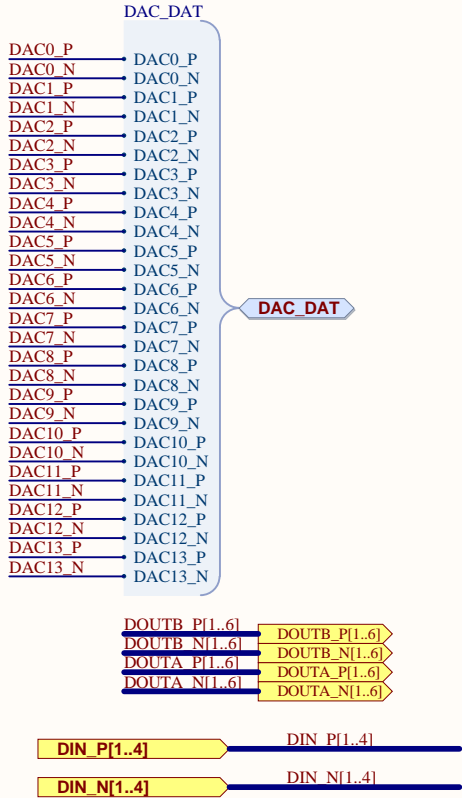 DAC_DAT
DAC0_P DAC0_P
DAC0_N DAC0_N
DAC1_P DAC1_P
DAC1_N DAC1_N
DAC2_P DAC2_P
DAC2_N DAC2_N
DAC3_P DAC3_P
DAC3_N DAC3_N
DAC4_P DAC4_P
DAC4_N DAC4_N
DAC5_P DAC5_P
DAC5_N DAC5_N
DAC6_P DAC6_P
DAC6_N DAC6_N
DAC_DAT
DAC7_P DAC7_P
DAC7_N DAC7_N
DAC8_P DAC8_P
DAC8_N DAC8_N
DAC9_P DAC9_P
DAC9_N DAC9_N
DAC10_P DAC10_P
DAC10_N DAC10_N
DAC11_P DAC11_P
DAC11_N DAC11_N
DAC12_P DAC12_P
DAC12_N DAC12_N
DAC13_P DAC13_P
DAC13_N DAC13_N
DOUTB_P[1..6] DOUTB_P[1..6]
DOUTB_N[1..6] DOUTB_N[1..6]
DOUTA_P[1..6] DOUTA_P[1..6]
DOUTA_N[1..6] DOUTA_N[1..6]
DIN_P[1..4] DIN_P[1..4]
DIN_N[1..4] DIN_N[1..4]